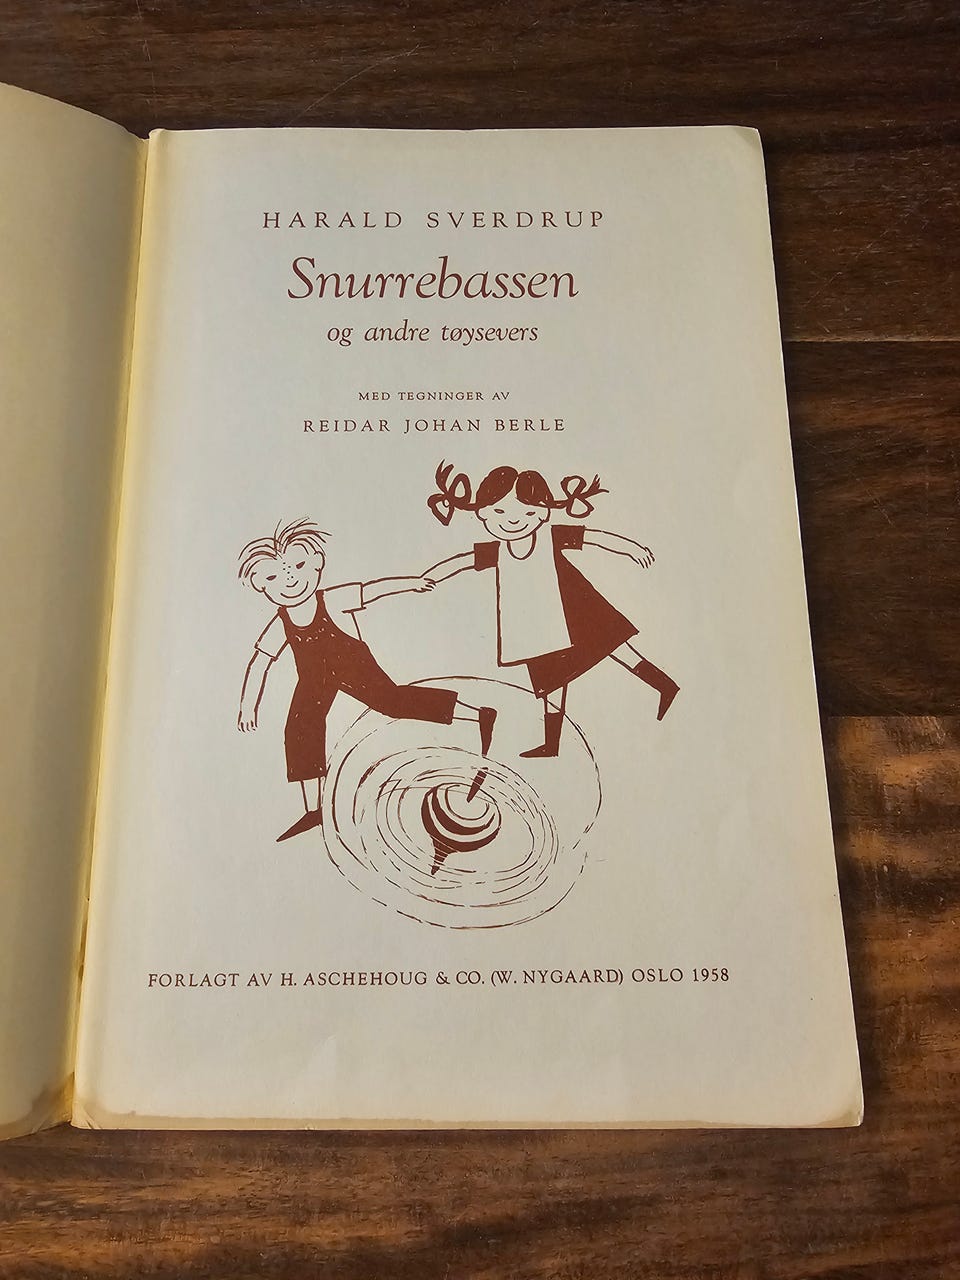 HARALD SVERDRUP
Snurrebassen
og andre tøysevers
MED TEGNINGER AV
REIDAR JOHAN BERLE
FORLAGT AV H. ASCHEHOUG & CO. (W. NYGAARD) OSLO 1958